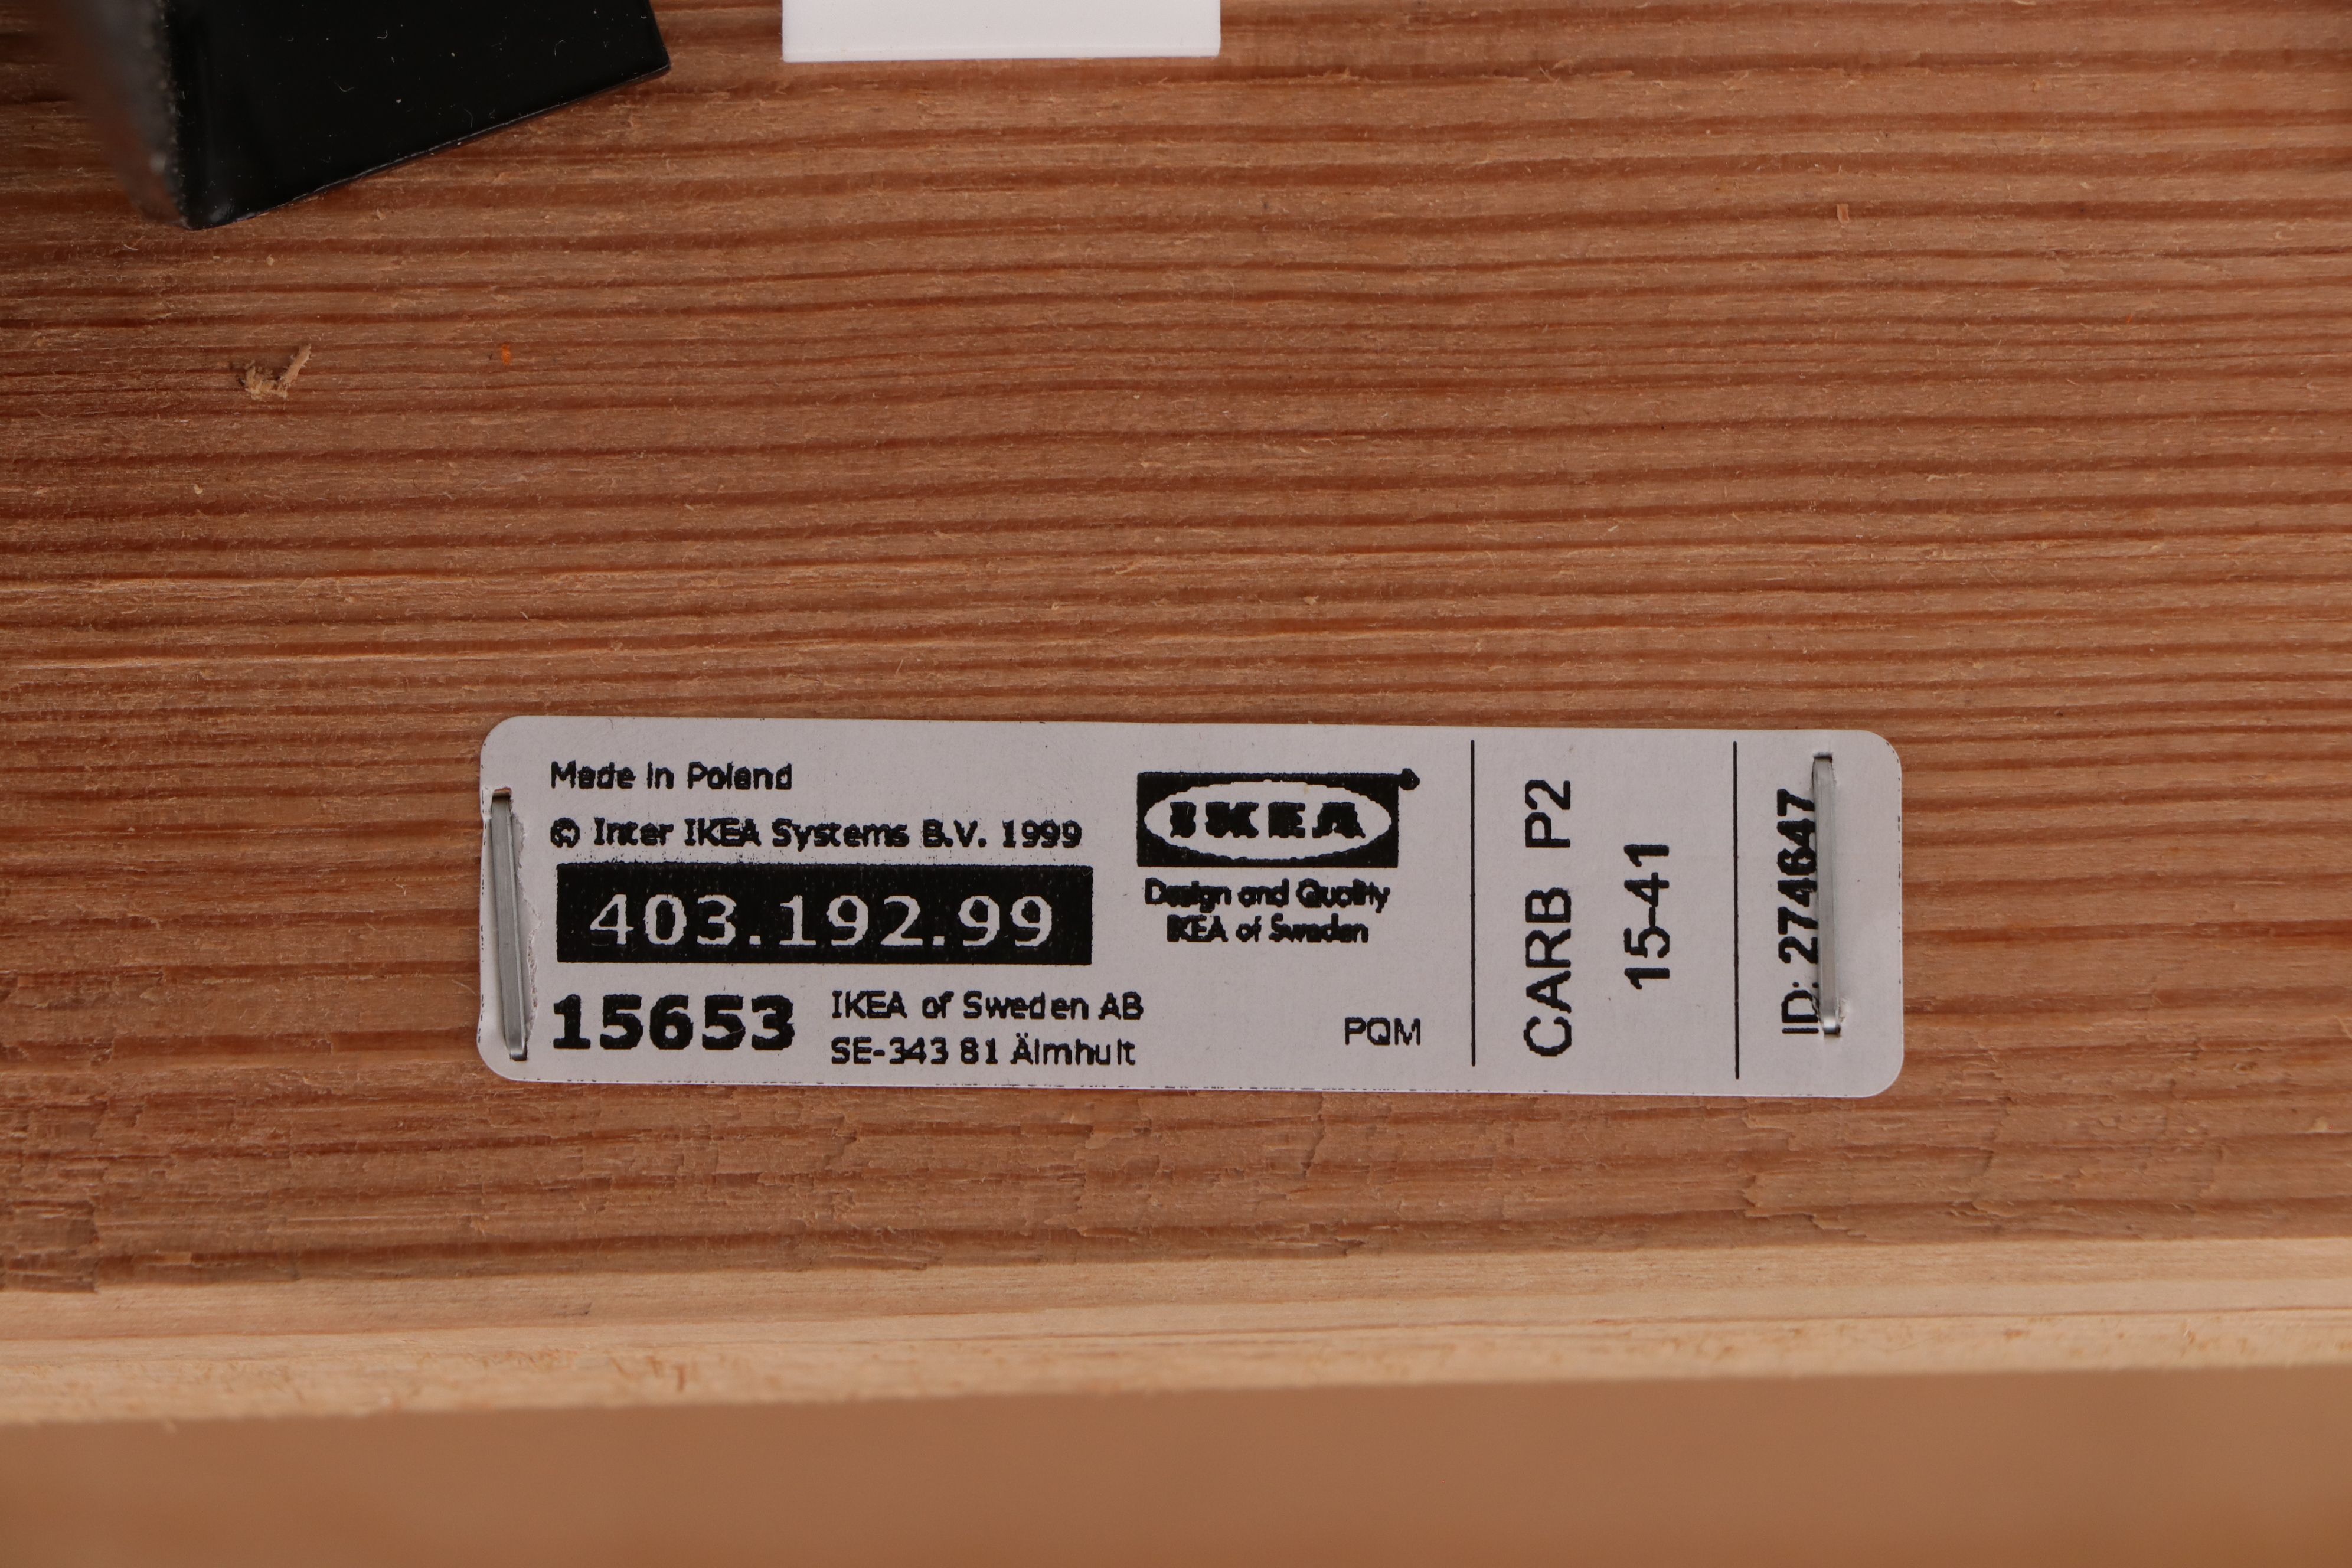 Made in Poland
© Inter IKEA Systems B.V. 1999
403.192.99
15653
IKEA of Sweden AB
SE-343 81 Älmhult
IKEA
Design and Quality
IKEA of Sweden
PQM
CARB P2
15-41
ID: 274647